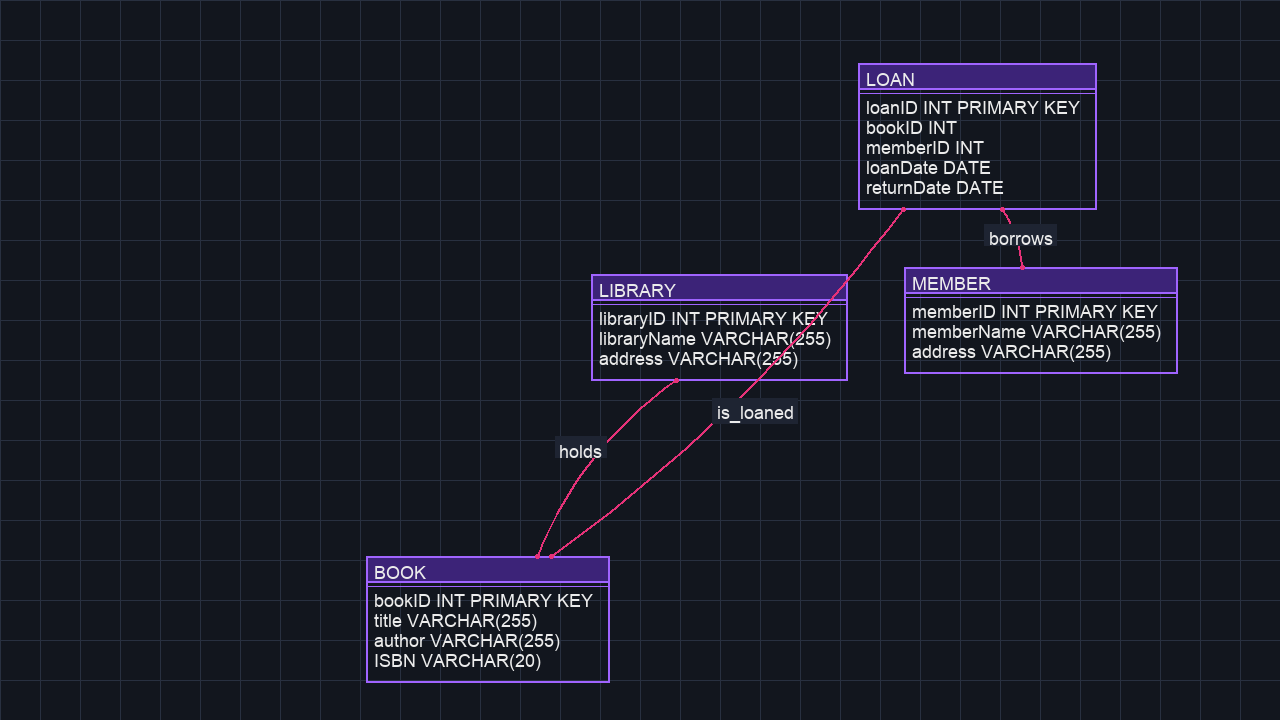 LOAN
loanID INT PRIMARY KEY
bookID INT
memberID INT
loanDate DATE
returnDate DATE
borrows
LIBRARY
libraryID INT PRIMARY KEY
libraryName VARCHAR(255)
address VARCHAR(255)
MEMBER
memberID INT PRIMARY KEY
memberName VARCHAR(255)
address VARCHAR(255)
is_loaned
holds
BOOK
bookID INT PRIMARY KEY
title VARCHAR(255)
author VARCHAR(255)
ISBN VARCHAR(20)